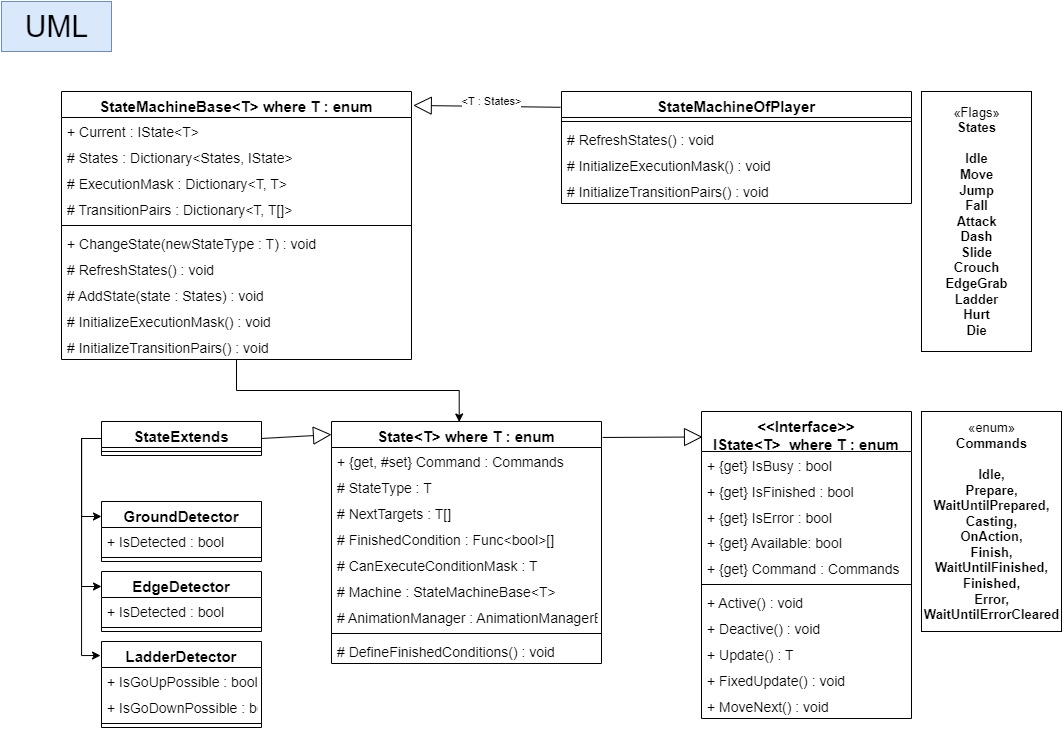 UML
StateMachineBase<T> where T : enum
+ Current : IState<T>
# States : Dictionary<States, IState>
# ExecutionMask : Dictionary<T, T>
# TransitionPairs : Dictionary<T, T[]>
+ ChangeState(newStateType : T) : void
# RefreshStates() : void
# AddState(state : States) : void
# InitializeExecutionMask() : void
# InitializeTransitionPairs() : void
<T : States>
StateMachineOfPlayer
# RefreshStates() : void
# InitializeExecutionMask() : void
# InitializeTransitionPairs() : void
«Flags»
States
Idle
Move
Jump
Fall
Attack
Dash
Slide
Crouch
EdgeGrab
Ladder
Hurt
Die
StateExtends
GroundDetector
+ IsDetected : bool
EdgeDetector
+ IsDetected : bool
LadderDetector
+ IsGoUpPossible : bool
+ IsGoDownPossible : b
State<T> where T : enum
+ {get, #set} Command : Commands
# StateType : T
# NextTargets : T[]
# FinishedCondition : Func<bool>[]
# CanExecuteConditionMask : T
# Machine : StateMachineBase<T>
# AnimationManager : AnimationManagerB
# DefineFinishedConditions() : void
<<Interface>>
IState<T> where T : enum
+ {get} IsBusy : bool
+ {get} IsFinished : bool
+ {get} IsError : bool
+ {get} Available: bool
+ {get} Command : Commands
+ Active() : void
+ Deactive() : void
+ Update() : T
+ FixedUpdate() : void
+ MoveNext() : void
«enum»
Commands
Idle,
Prepare,
WaitUntilPrepared,
Casting,
OnAction,
Finish,
WaitUntilFinished,
Finished,
Error,
WaitUntilErrorCleared